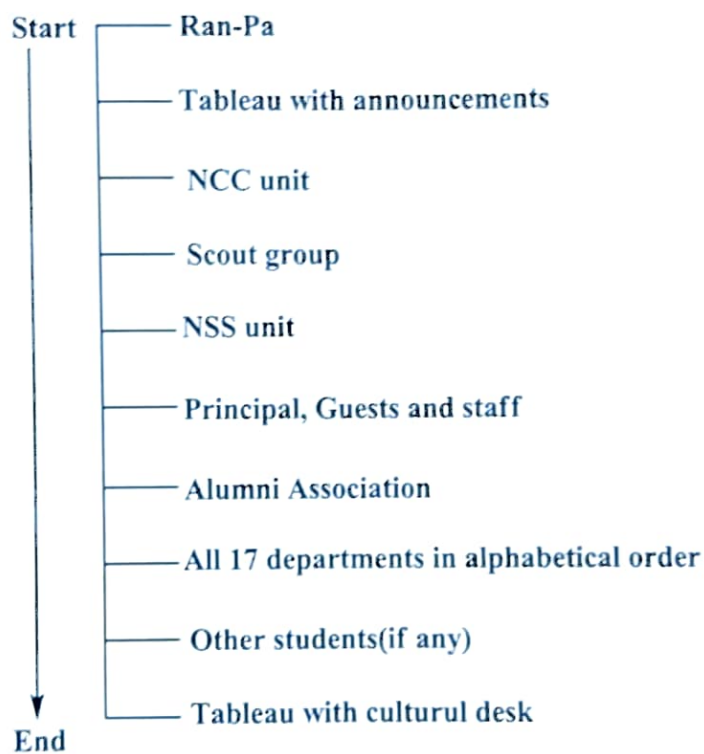 Start
Ran-Pa
Tableau with announcements
NCC unit
Scout group
NSS unit
Principal, Guests and staff
Alumni Association
All 17 departments in alphabetical order
Other students(if any)
Tableau with culturul desk
End